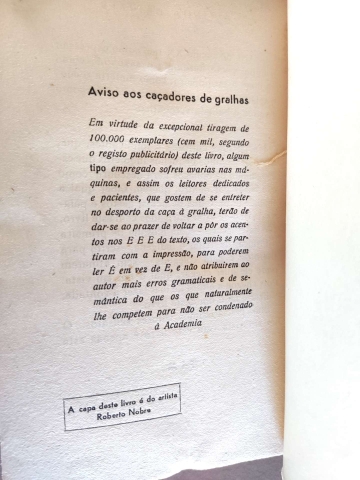 Aviso aos caçadores de gralhas
Em virtude da excepcional tiragem de
100.000 exemplares (cem mil, segundo
o registo publicitário) deste livro, algum
tipo empregado sofreu avarias nas má-
quinas, e assim os leitores dedicados
e pacientes, que gostem de se entreter
no desporto da caça à gralha, terão de
dar-se ao prazer de voltar a pôr os acen-
tos nos E E E do texto, os quais se par-
tiram com a impressão, para poderem
ler É em vez de E, e não atribuirem ao
autor mais erros gramaticais e de se-
mântica do que os que naturalmente
lhe competem para não ser condenado
á Academia
A capa deste livro é do artista
Roberto Nobre